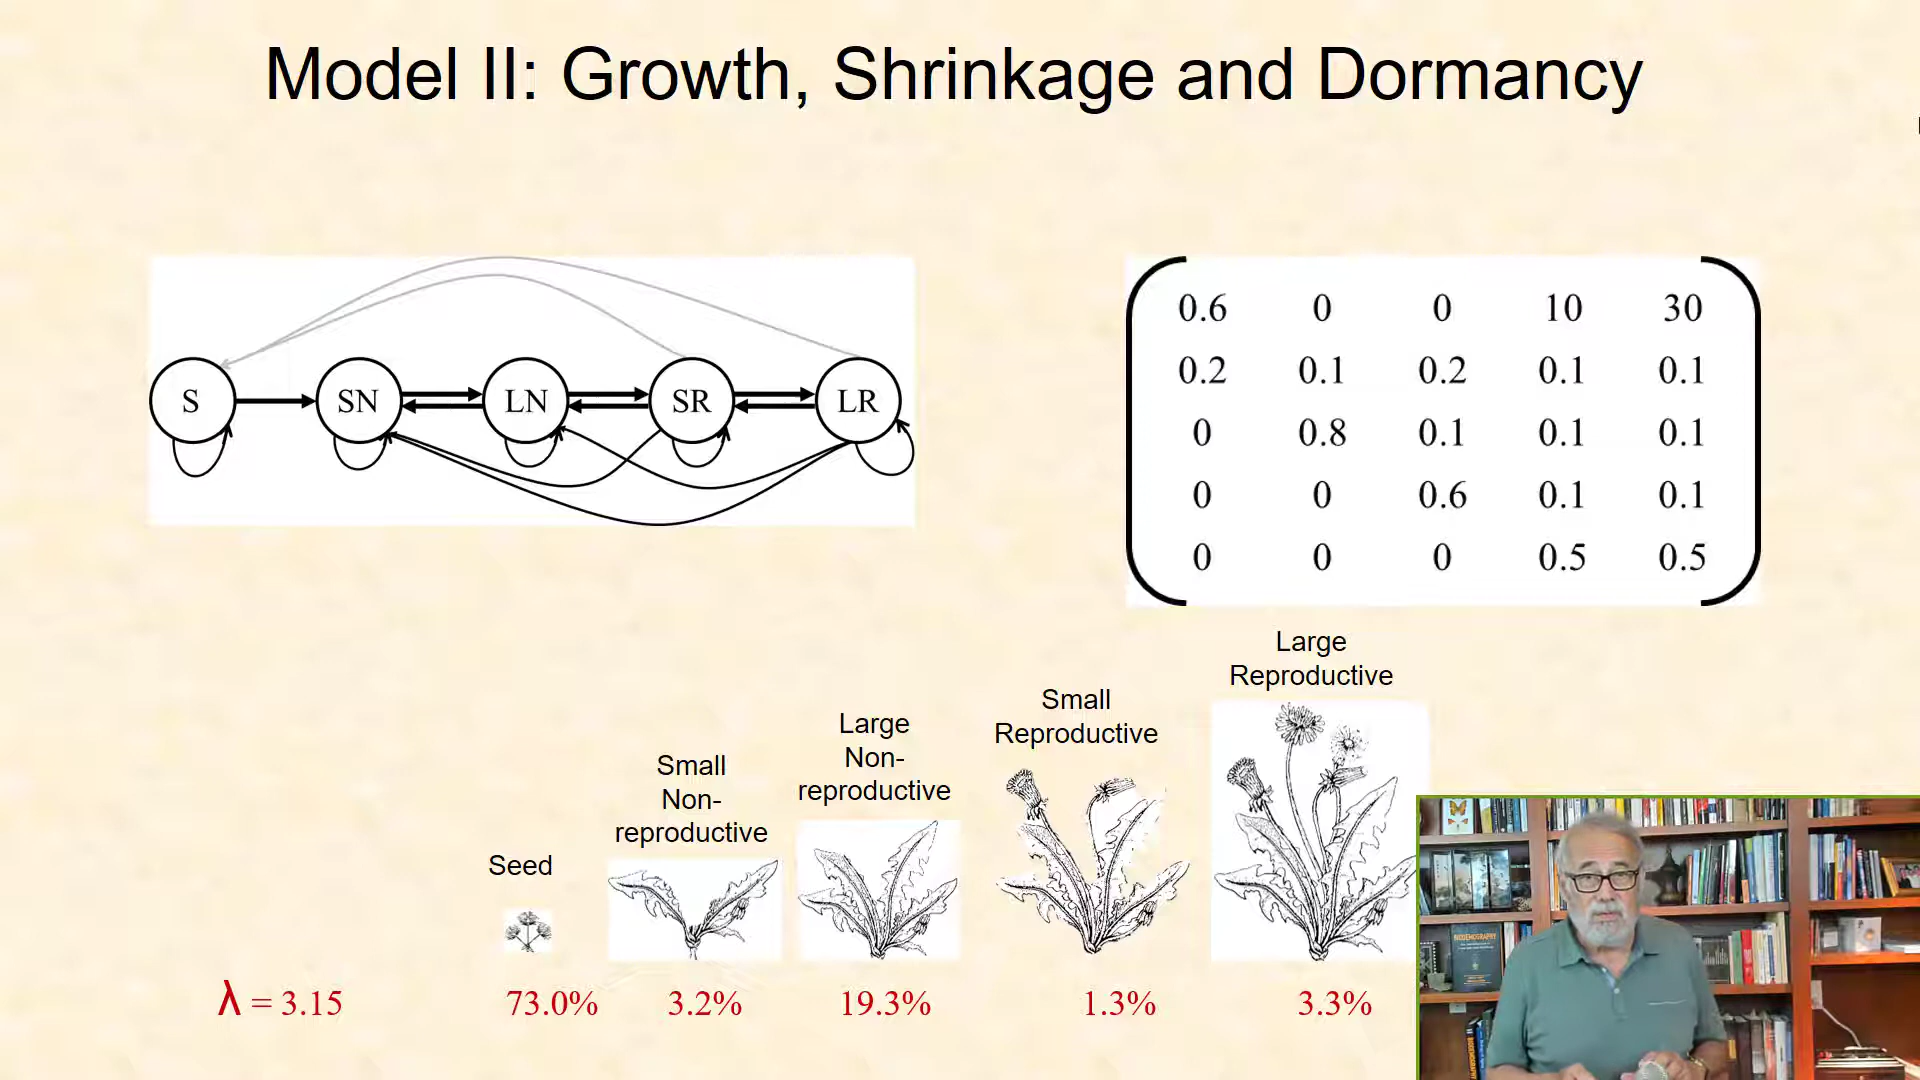 Model II: Growth, Shrinkage and Dormancy
S SN LN SR LR
0.6 0 0 10 30
0.2 0.1 0.2 0.1 0.1
0 0.8 0.1 0.1 0.1
0 0 0.6 0.1 0.1
0 0 0 0.5 0.5
Seed
Small
Non-
reproductive
Large
Non-
reproductive
Small
Reproductive
Large
Reproductive
λ = 3.15 73.0% 3.2% 19.3% 1.3% 3.3%
BIODEMOGRAPHY